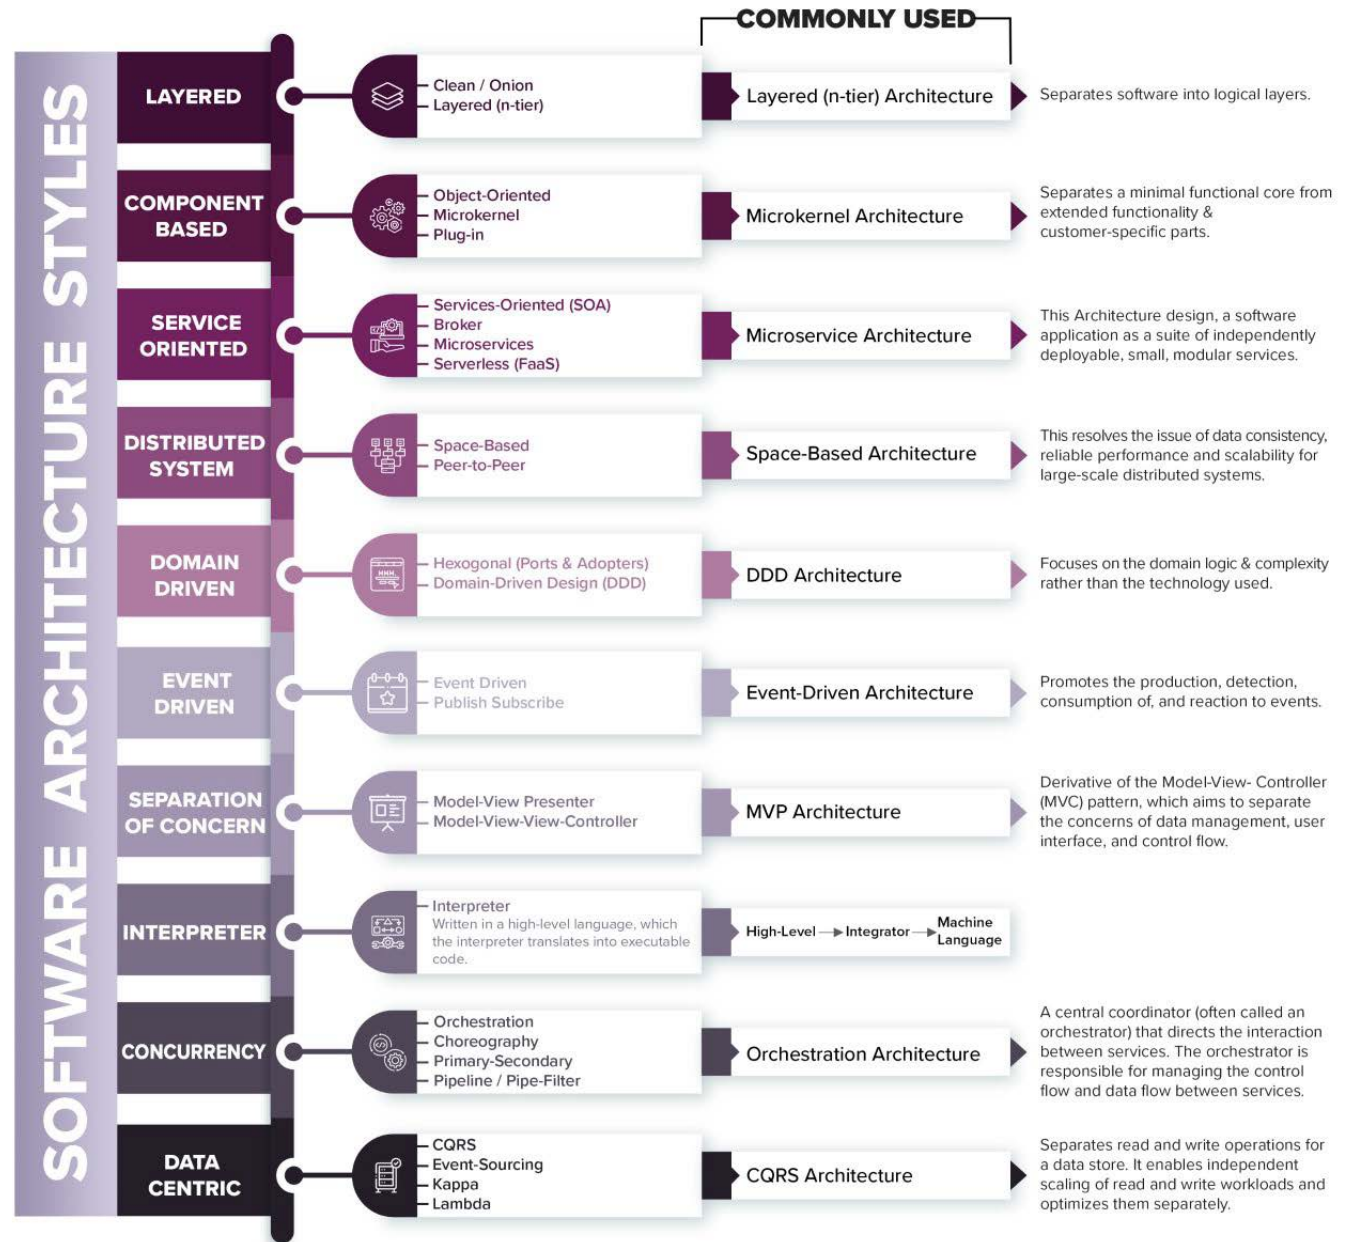 COMMONLY USED
SOFTWARE ARCHITECTURE STYLES
LAYERED
Clean / Onion
Layered (n-tier)
Layered (n-tier) Architecture
Separates software into logical layers.
COMPONENT
BASED
Object-Oriented
Microkernel
Plug-in
Microkernel Architecture
Separates a minimal functional core from
extended functionality &
customer-specific parts.
SERVICE
ORIENTED
Services-Oriented (SOA)
Broker
Microservices
Serverless (FaaS)
Microservice Architecture
This Architecture design, a software
application as a suite of independently
deployable, small, modular services.
DISTRIBUTED
SYSTEM
Space-Based
Peer-to-Peer
Space-Based Architecture
This resolves the issue of data consistency,
reliable performance and scalability for
large-scale distributed systems.
DOMAIN
DRIVEN
Hexogonal (Ports & Adopters)
Domain-Driven Design (DDD)
DDD Architecture
Focuses on the domain logic & complexity
rather than the technology used.
EVENT
DRIVEN
Event Driven
Publish Subscribe
Event-Driven Architecture
Promotes the production, detection,
consumption of, and reaction to events.
SEPARATION
OF CONCERN
Model-View Presenter
Model-View-View-Controller
MVP Architecture
Derivative of the Model-View- Controller
(MVC) pattern, which aims to separate
the concerns of data management, user
interface, and control flow.
INTERPRETER
Interpreter
Written in a high-level language, which
the interpreter translates into executable
code.
High-Level
Integrator
Machine
Language
CONCURRENCY
Orchestration
Choreography
Primary-Secondary
Pipeline / Pipe-Filter
Orchestration Architecture
A central coordinator (often called an
orchestrator) that directs the interaction
between services. The orchestrator is
responsible for managing the control
flow and data flow between services.
DATA
CENTRIC
CQRS
Event-Sourcing
Kappa
Lambda
CQRS Architecture
Separates read and write operations for
a data store. It enables independent
scaling of read and write workloads and
optimizes them separately.